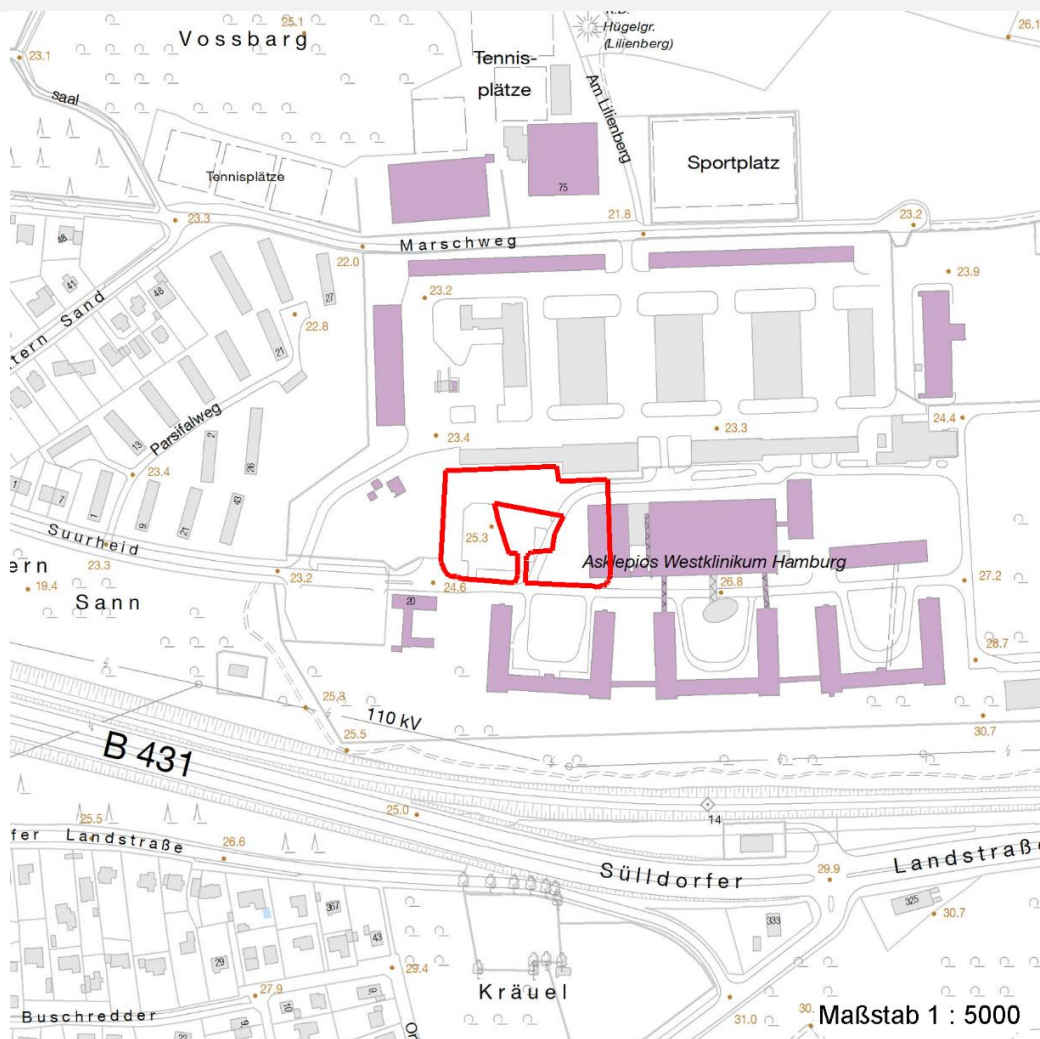 25.1
Vossbarg
Hügelgr.
(Lilienberg)
26.1
23.1
Tennis-
plätze
saal
Am Lilienberg
Sportplatz
Tennisplätze
75
23.3
21.8
23.2
48
Marschweg
22.0
41
48
27
23.2
23.9
22.8
tern Sand
21
Parsifalweg
13
2
26
23.4
23.3
24.4
23.4
1
7
1
9
21
43
Suurheid
25.3
ern
23.3
23.2
Asklepios Westklinikum Hamburg
19.4
24.6
26.8
27.2
Sann
20
28.7
25.3
110 kV
30.7
B 431
25.5
25.0
14
25.5
fer Landstraße
26.6
Sülldorfer
29.9
Landstraße
367
325
30.7
333
43
29
29.4
27.9
Kräuel
Buschredder
10
31.0
30.
Maßstab 1 : 5000